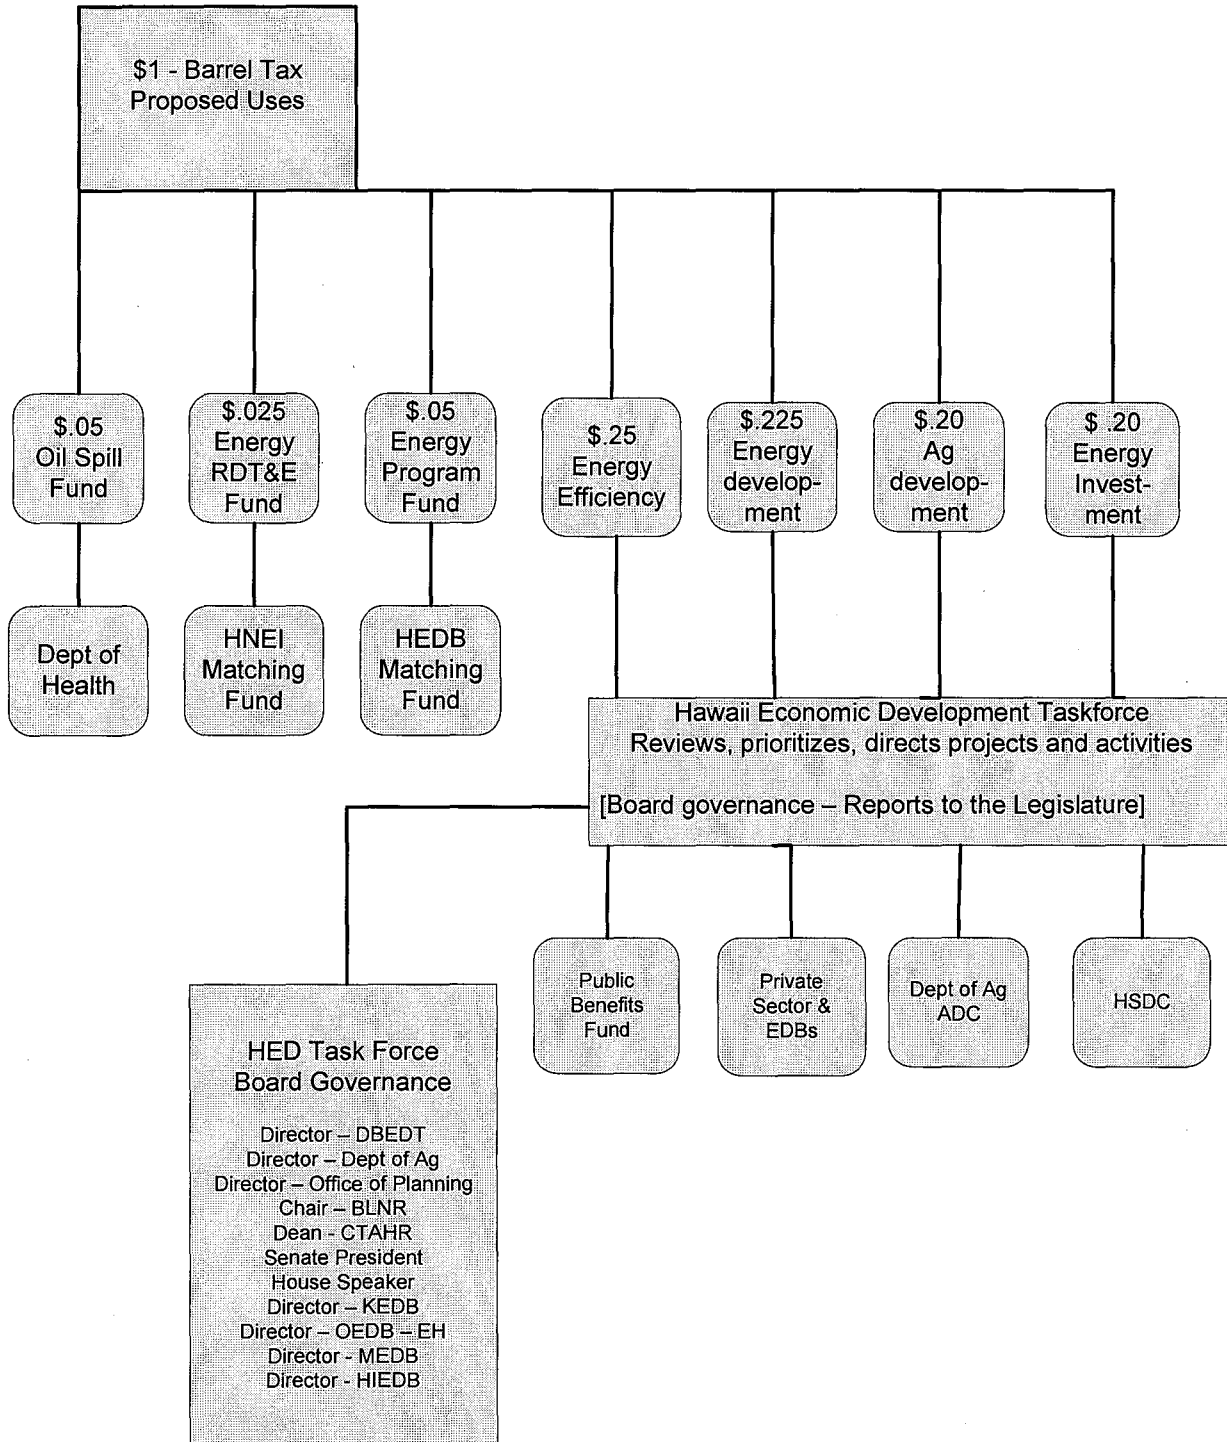 $1 - Barrel Tax
Proposed Uses
$.05
Oil Spill
Fund
$.025
Energy
RDT&E
Fund
$.05
Energy
Program
Fund
$.25
Energy
Efficiency
$.225
Energy
develop-
ment
$.20
Ag
develop-
ment
$ .20
Energy
Invest-
ment
Dept of
Health
HNEI
Matching
Fund
HEDB
Matching
Fund
Hawaii Economic Development Taskforce
Reviews, prioritizes, directs projects and activities
[Board governance – Reports to the Legislature]
Public
Benefits
Fund
Private
Sector &
EDBs
Dept of Ag
ADC
HSDC
HED Task Force
Board Governance
Director – DBEDT
Director – Dept of Ag
Director – Office of Planning
Chair – BLNR
Dean - CTAHR
Senate President
House Speaker
Director – KEDB
Director – OEDB – EH
Director - MEDB
Director - HIEDB